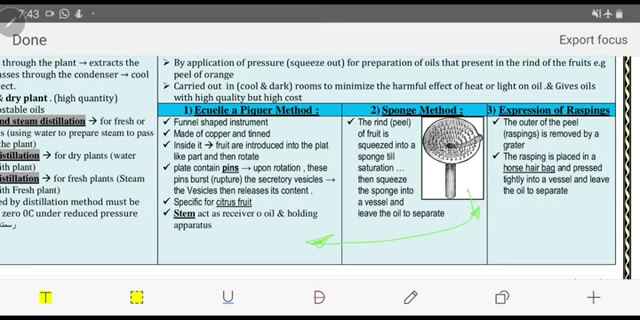 7:43
Done
Export focus
through the plant → extracts the
sses through the condenser → cool
ect.
& dry plant. (high quantity)
ostable oils
nd steam distillation → for fresh or
ts (using water to prepare steam to pass
he plant)
istillation → for dry plants (water
ith plant)
istillation → for fresh plants (Steam
ith Fresh plant)
ed by distillation method must be
zero 0C under reduced pressure
➤ By application of pressure (squeeze out) for preparation of oils that present in the rind of the fruits e.g
peel of orange
➤ Carried out in (cool & dark) rooms to minimize the harmful effect of heat or light on oil .& Gives oils
with high quality but high cost
1) Ecuelle a Piquer Method :
✓ Funnel shaped instrument
✓ Made of copper and tinned
✓ Inside it → fruit are introduced into the plat
like part and then rotate
✓ plate contain pins → upon rotation , these
pins burst (rupture) the secretory vesicles →
the Vesicles then releases its content .
✓ Specific for citrus fruit
✓ Stem act as receiver o oil & holding
apparatus
2) Sponge Method :
✓ The rind (peel)
of fruit is
squeezed into a
sponge till
saturation ...
then squeeze
the sponge into
a vessel and
leave the oil to separate
3) Expression of Raspings
✓ The outer of the peel
(raspings) is removed by a
grater
✓ The rasping is placed in a
horse hair bag and pressed
tightly into a vessel and leave
the oil to separate
T
U
D